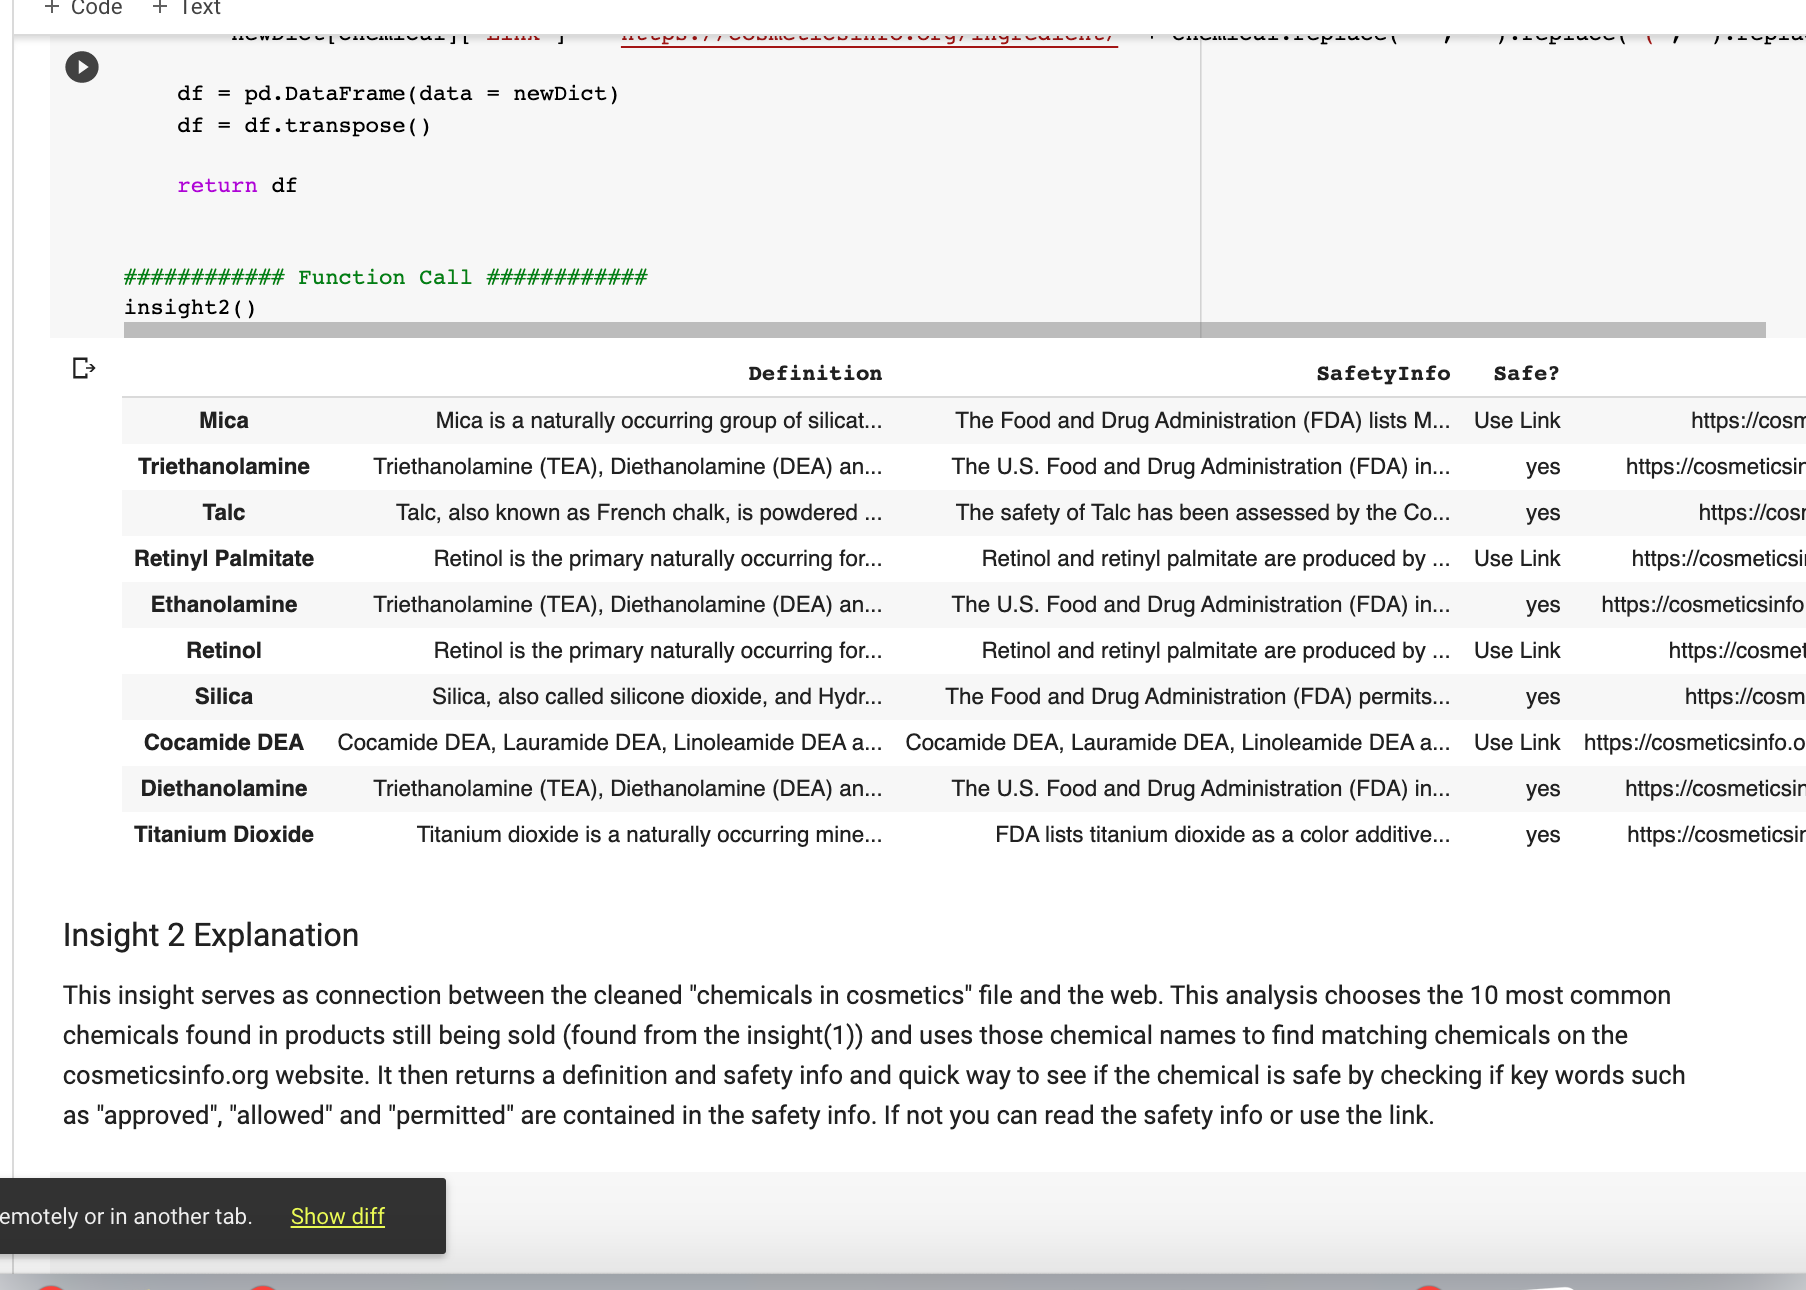 + Code + Text
newDict[chemical]["Link"] = https://cosmeticsinfo.org/ingredient/ + chemical.replace(
df = pd.DataFrame(data = newDict)
df = df.transpose()
return df
############ Function Call ############
insight2()
Definition SafetyInfo Safe?
Mica Mica is a naturally occurring group of silicat... The Food and Drug Administration (FDA) lists M... Use Link https://cosm
Triethanolamine Triethanolamine (TEA), Diethanolamine (DEA) an... The U.S. Food and Drug Administration (FDA) in... yes https://cosmeticsin
Talc Talc, also known as French chalk, is powdered ... The safety of Talc has been assessed by the Co... yes https://cosm
Retinyl Palmitate Retinol is the primary naturally occurring for... Retinol and retinyl palmitate are produced by ... Use Link https://cosmeticsi
Ethanolamine Triethanolamine (TEA), Diethanolamine (DEA) an... The U.S. Food and Drug Administration (FDA) in... yes https://cosmeticsinfo
Retinol Retinol is the primary naturally occurring for... Retinol and retinyl palmitate are produced by ... Use Link https://cosmet
Silica Silica, also called silicone dioxide, and Hydr... The Food and Drug Administration (FDA) permits... yes https://cosm
Cocamide DEA Cocamide DEA, Lauramide DEA, Linoleamide DEA a... Cocamide DEA, Lauramide DEA, Linoleamide DEA a... Use Link https://cosmeticsinfo.o
Diethanolamine Triethanolamine (TEA), Diethanolamine (DEA) an... The U.S. Food and Drug Administration (FDA) in... yes https://cosmeticsin
Titanium Dioxide Titanium dioxide is a naturally occurring mine... FDA lists titanium dioxide as a color additive... yes https://cosmeticsin
Insight 2 Explanation
This insight serves as connection between the cleaned "chemicals in cosmetics" file and the web. This analysis chooses the 10 most common
chemicals found in products still being sold (found from the insight(1)) and uses those chemical names to find matching chemicals on the
cosmeticsinfo.org website. It then returns a definition and safety info and quick way to see if the chemical is safe by checking if key words such
as "approved", "allowed" and "permitted" are contained in the safety info. If not you can read the safety info or use the link.
emotely or in another tab. Show diff